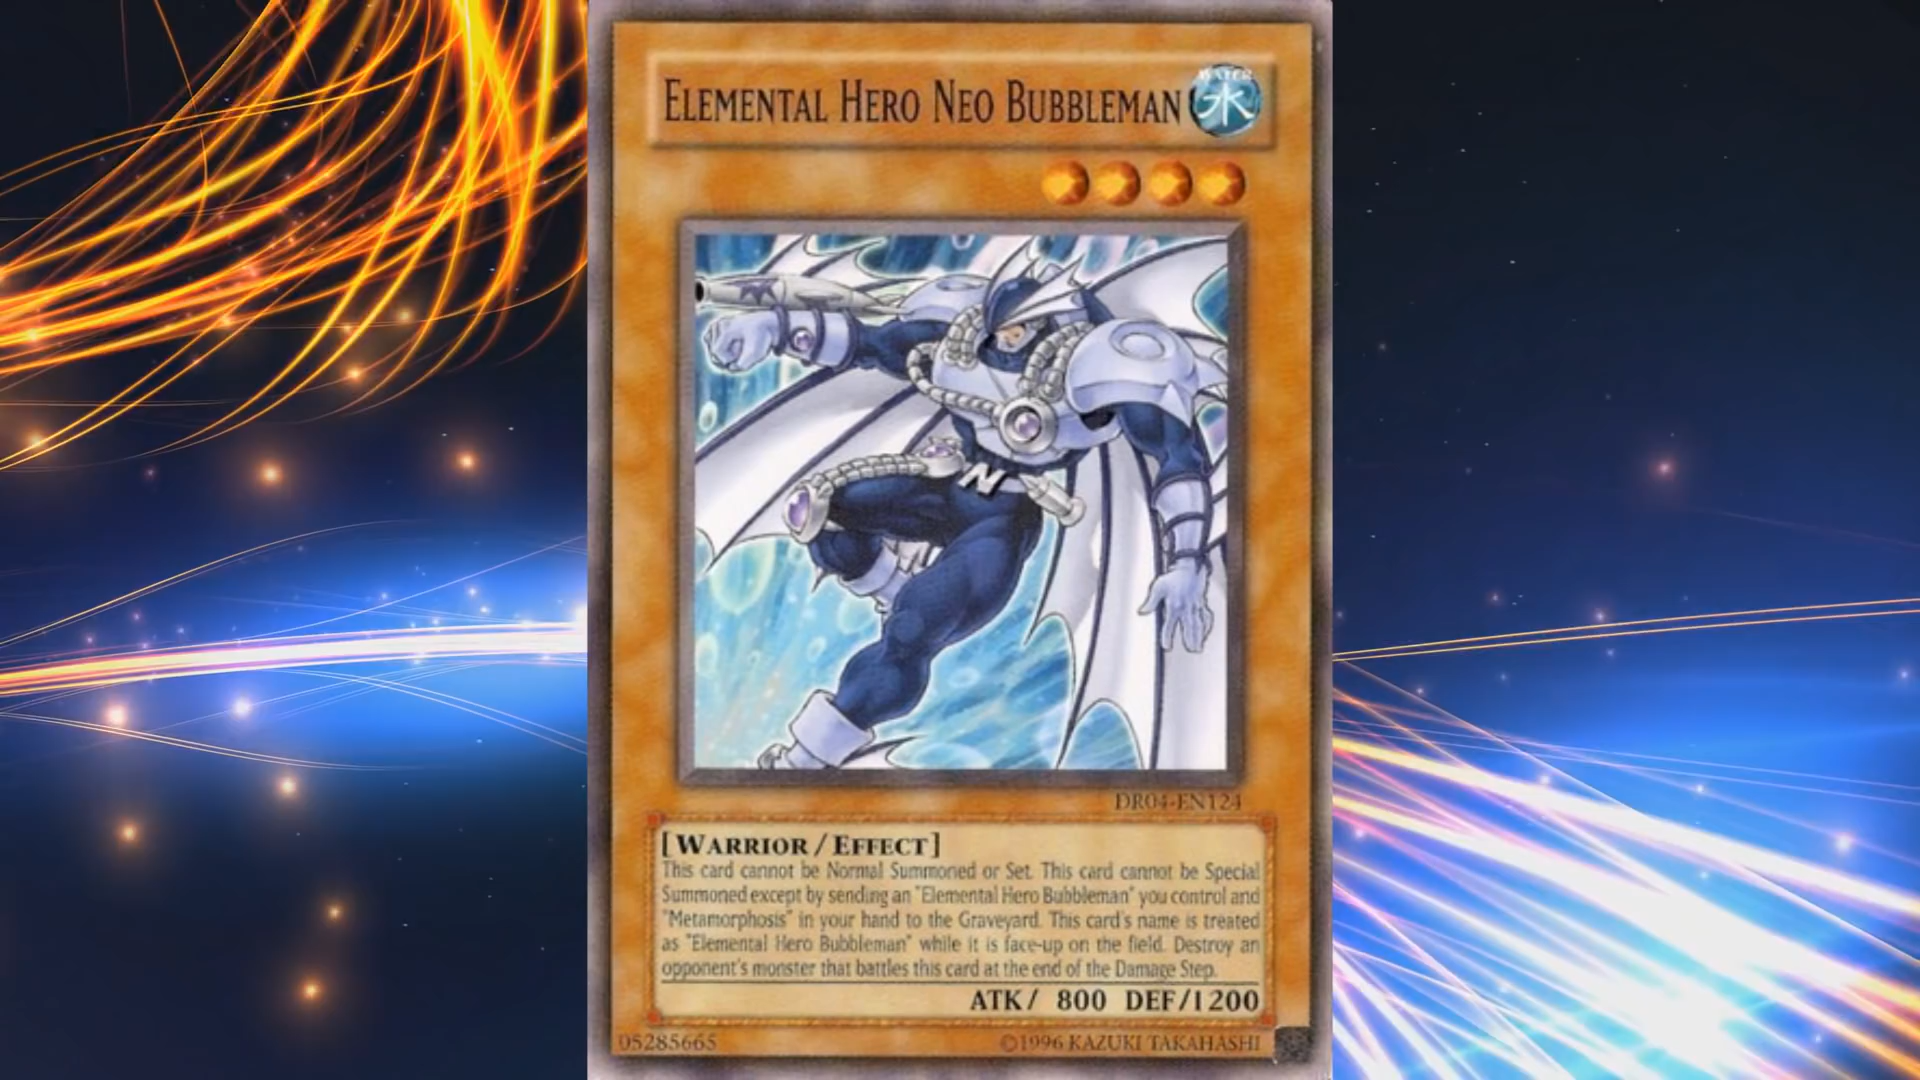 Elemental Hero Neo Bubbleman
WATER
水
N
DR04-EN124
[Warrior/Effect]
This card cannot be Normal Summoned or Set. This card cannot be Special
Summoned except by sending an "Elemental Hero Bubbleman" you control and
"Metamorphosis" in your hand to the Graveyard. This card's name is treated
as "Elemental Hero Bubbleman" while it is face-up on the field. Destroy an
opponent's monster that battles this card at the end of the Damage Step.
ATK/ 800 DEF/1200
05285665
©1996 KAZUKI TAKAHASHI